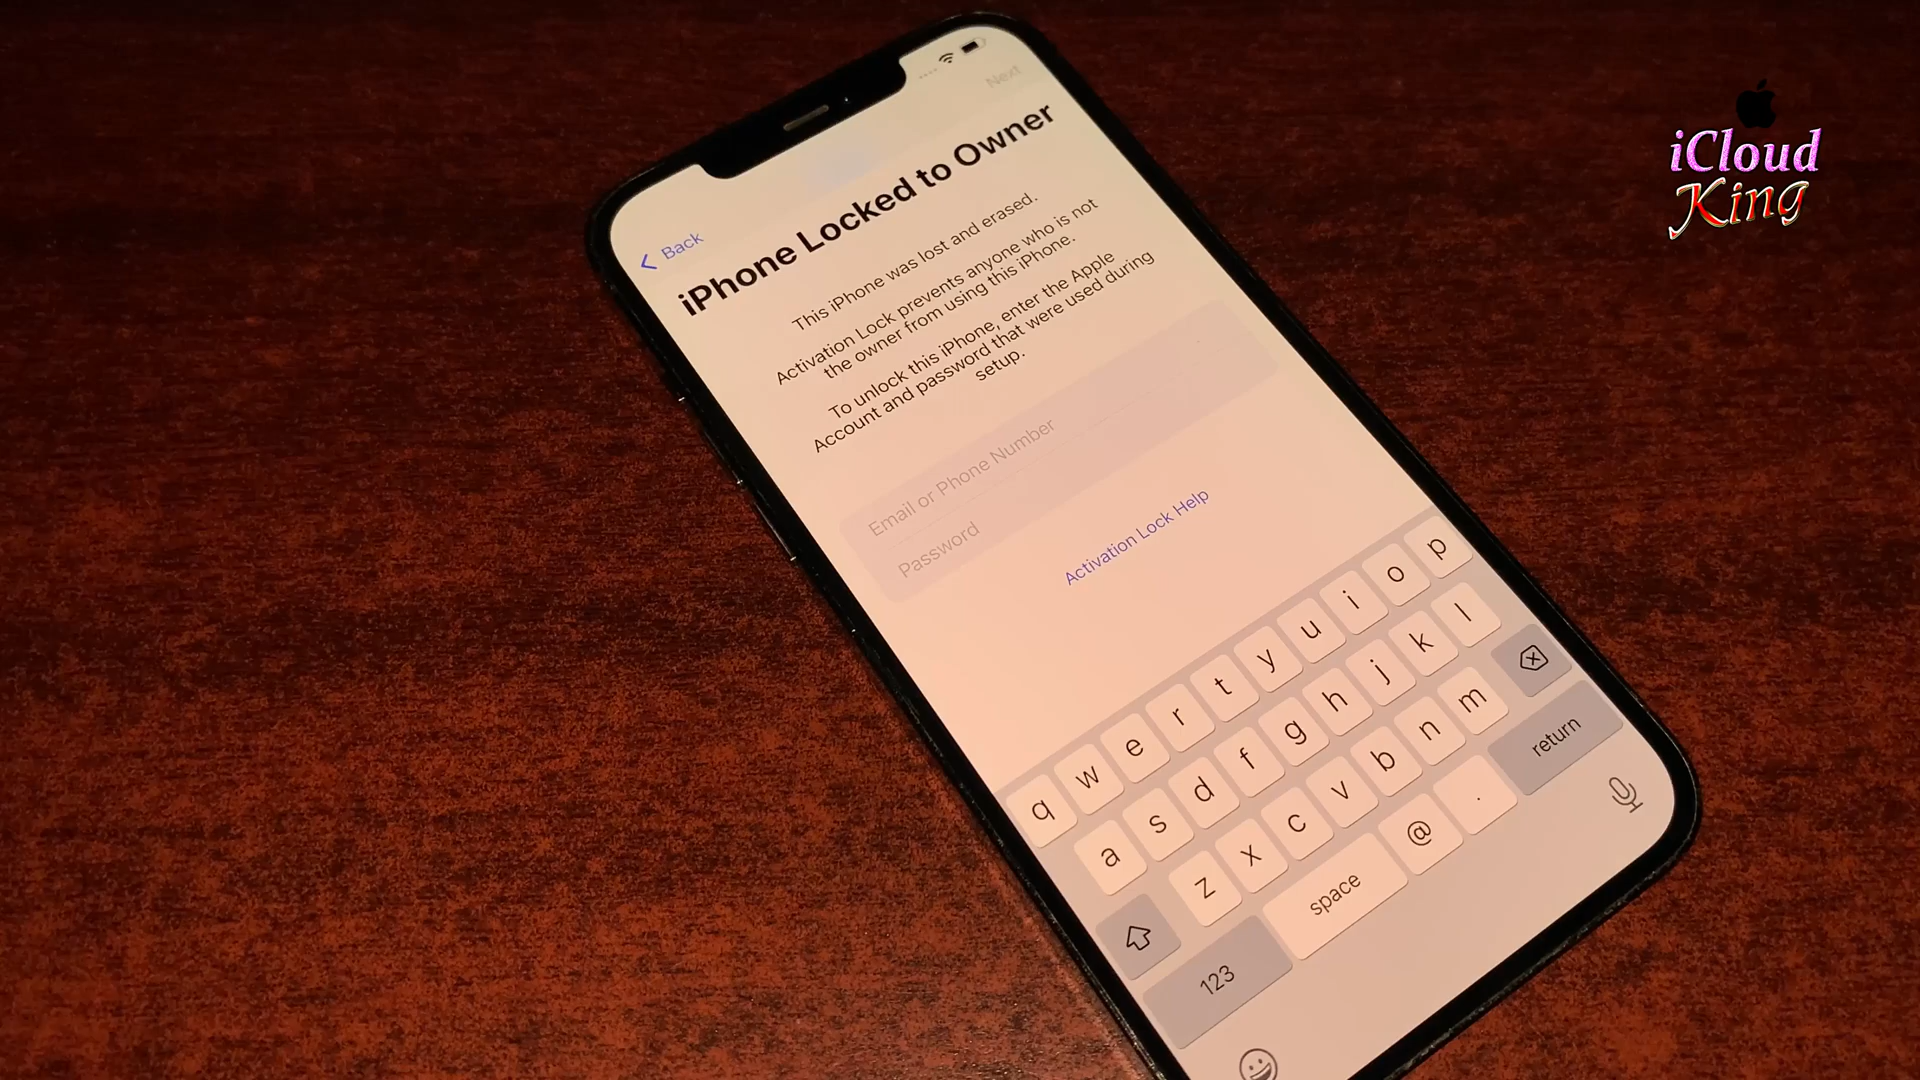 Next
< Back
iPhone Locked to Owner
This iPhone was lost and erased.
Activation Lock prevents anyone who is not
the owner from using this iPhone.
To unlock this iPhone, enter the Apple
Account and password that were used during
setup.
Email or Phone Number
Password
Activation Lock Help
q w e r t y u i o p
a s d f g h j k l
z x c v b n m
123 space @ . return
iCloud
King